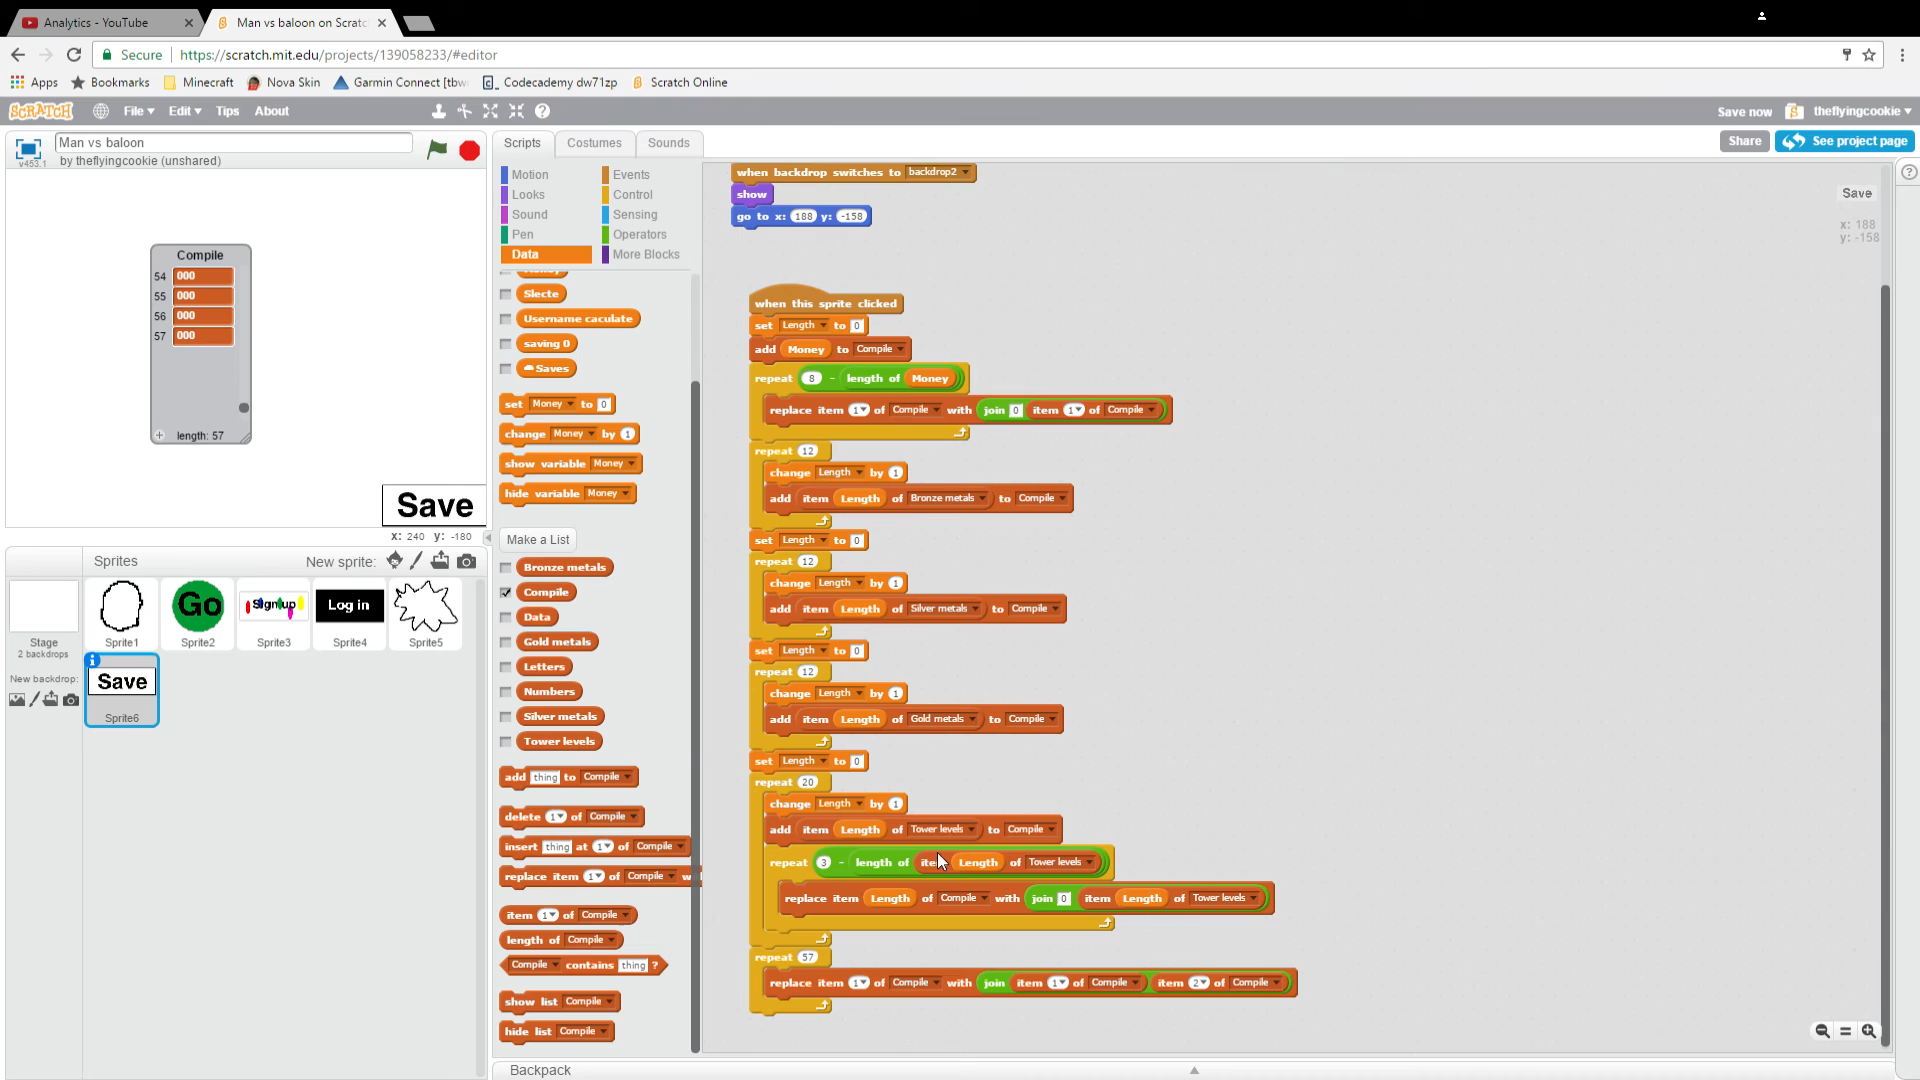 Analytics - YouTube
Man vs baloon on Scratc
Secure https://scratch.mit.edu/projects/139058233/#editor
Apps Bookmarks Minecraft Nova Skin Garmin Connect [tbw Codecademy dw71zp Scratch Online
SCRATCH File Edit Tips About Save now theflyingcookie
Man vs baloon
by theflyingcookie (unshared)
v453.1
Scripts Costumes Sounds
Share See project page
Motion Events
Looks Control
Sound Sensing
Pen Operators
Data More Blocks
Compile
54 000
55 000
56 000
57 000
length: 57
Save
x: 240 y: -180
Sprites New sprite:
Stage
2 backdrops
New backdrop:
Sprite1
Go
Sprite2
Signup
Sprite3
Log in
Sprite4
Sprite5
Save
Sprite6
Slecte
Username caculate
saving 0
Saves
set Money to 0
change Money by 1
show variable Money
hide variable Money
Make a List
Bronze metals
Compile
Data
Gold metals
Letters
Numbers
Silver metals
Tower levels
add thing to Compile
delete 1 of Compile
insert thing at 1 of Compile
replace item 1 of Compile w
item 1 of Compile
length of Compile
Compile contains thing ?
show list Compile
hide list Compile
when backdrop switches to backdrop2
show
go to x: 188 y: -158
when this sprite clicked
set Length to 0
add Money to Compile
repeat 8 - length of Money
replace item 1 of Compile with join 0 item 1 of Compile
repeat 12
change Length by 1
add item Length of Bronze metals to Compile
set Length to 0
repeat 12
change Length by 1
add item Length of Silver metals to Compile
set Length to 0
repeat 12
change Length by 1
add item Length of Gold metals to Compile
set Length to 0
repeat 20
change Length by 1
add item Length of Tower levels to Compile
repeat 3 - length of item Length of Tower levels
replace item Length of Compile with join 0 item Length of Tower levels
repeat 57
replace item 1 of Compile with join item 1 of Compile item 2 of Compile
Save
x: 188
y: -158
Backpack